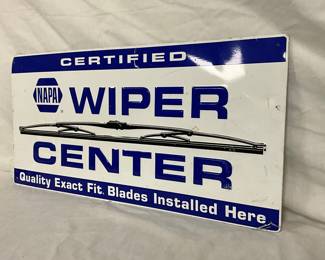 CERTIFIED
NAPA WIPER
CENTER
Quality Exact Fit Blades Installed Here